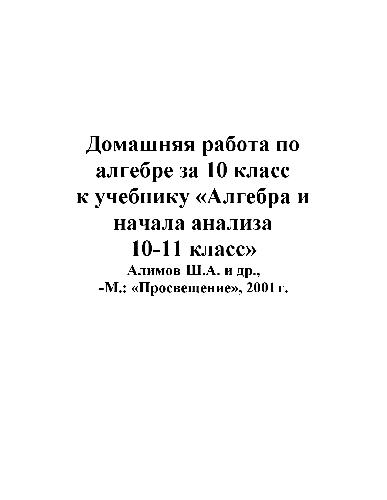 Домашняя работа по
алгебре за 10 класс
к учебнику «Алгебра и
начала анализа
10-11 класс»
Алимов Ш.А. и др.,
-М.: «Просвещение», 2001 г.